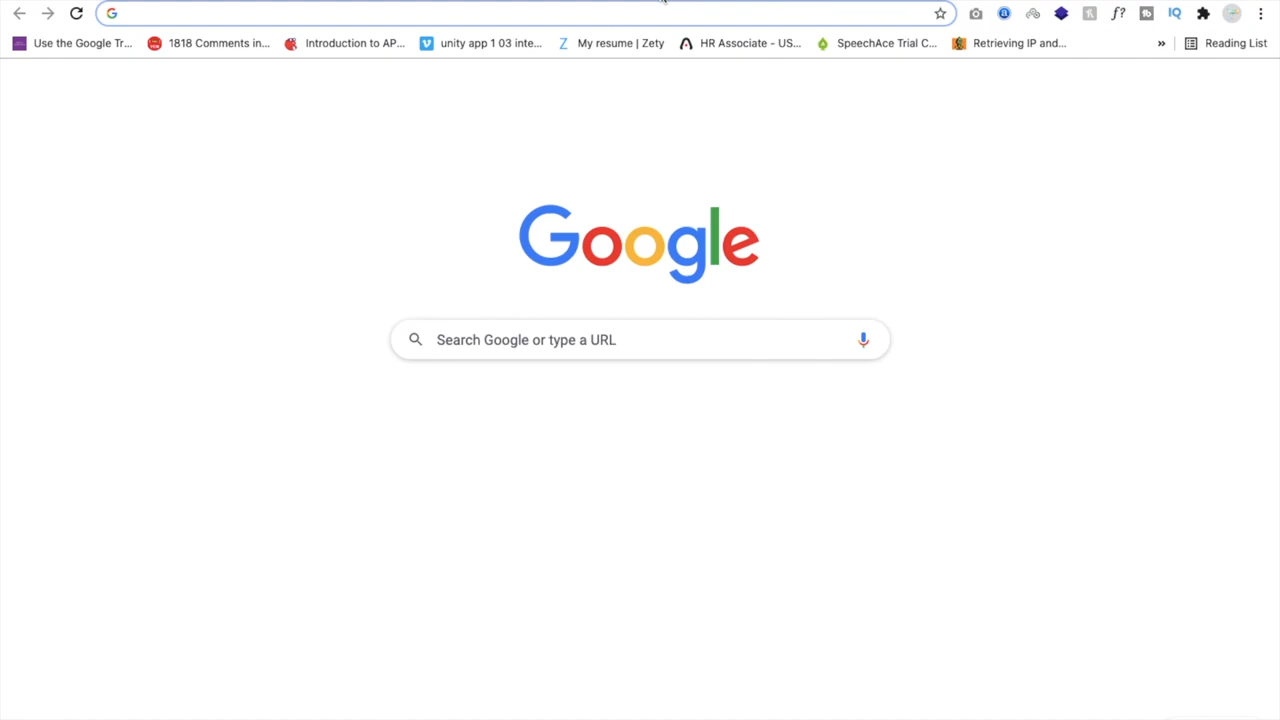 Use the Google Tr... 1818 Comments in... Introduction to AP... unity app 1 03 inte... My resume | Zety HR Associate - US... SpeechAce Trial C... Retrieving IP and... » Reading List
Google
Search Google or type a URL